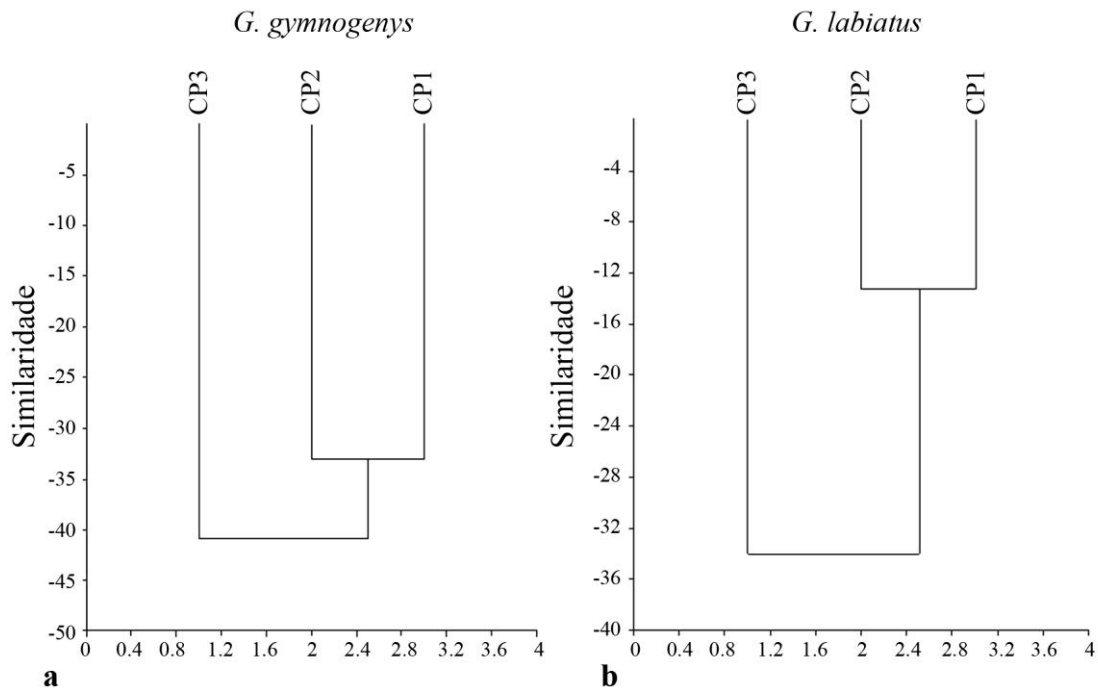 G. gymnogenys
CP3
CP2
CP1
Similaridade
-5
-10
-15
-20
-25
-30
-35
-40
-45
-50
0 0.4 0.8 1.2 1.6 2 2.4 2.8 3.2 3.6 4
a
G. labiatus
CP3
CP2
CP1
Similaridade
-4
-8
-12
-16
-20
-24
-28
-32
-36
-40
0 0.4 0.8 1.2 1.6 2 2.4 2.8 3.2 3.6 4
b